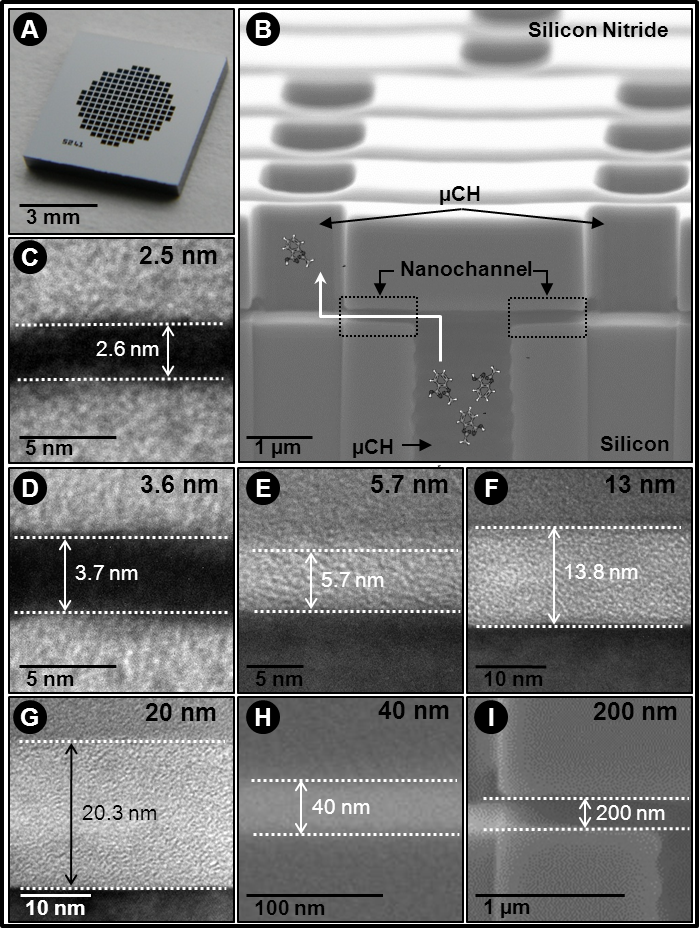 A
5241
3 mm
B
Silicon Nitride
µCH
Nanochannel
µCH
1 µm
Silicon
C
2.5 nm
2.6 nm
5 nm
D
3.6 nm
3.7 nm
5 nm
E
5.7 nm
5.7 nm
5 nm
F
13 nm
13.8 nm
10 nm
G
20 nm
20.3 nm
10 nm
H
40 nm
40 nm
100 nm
I
200 nm
200 nm
1 µm